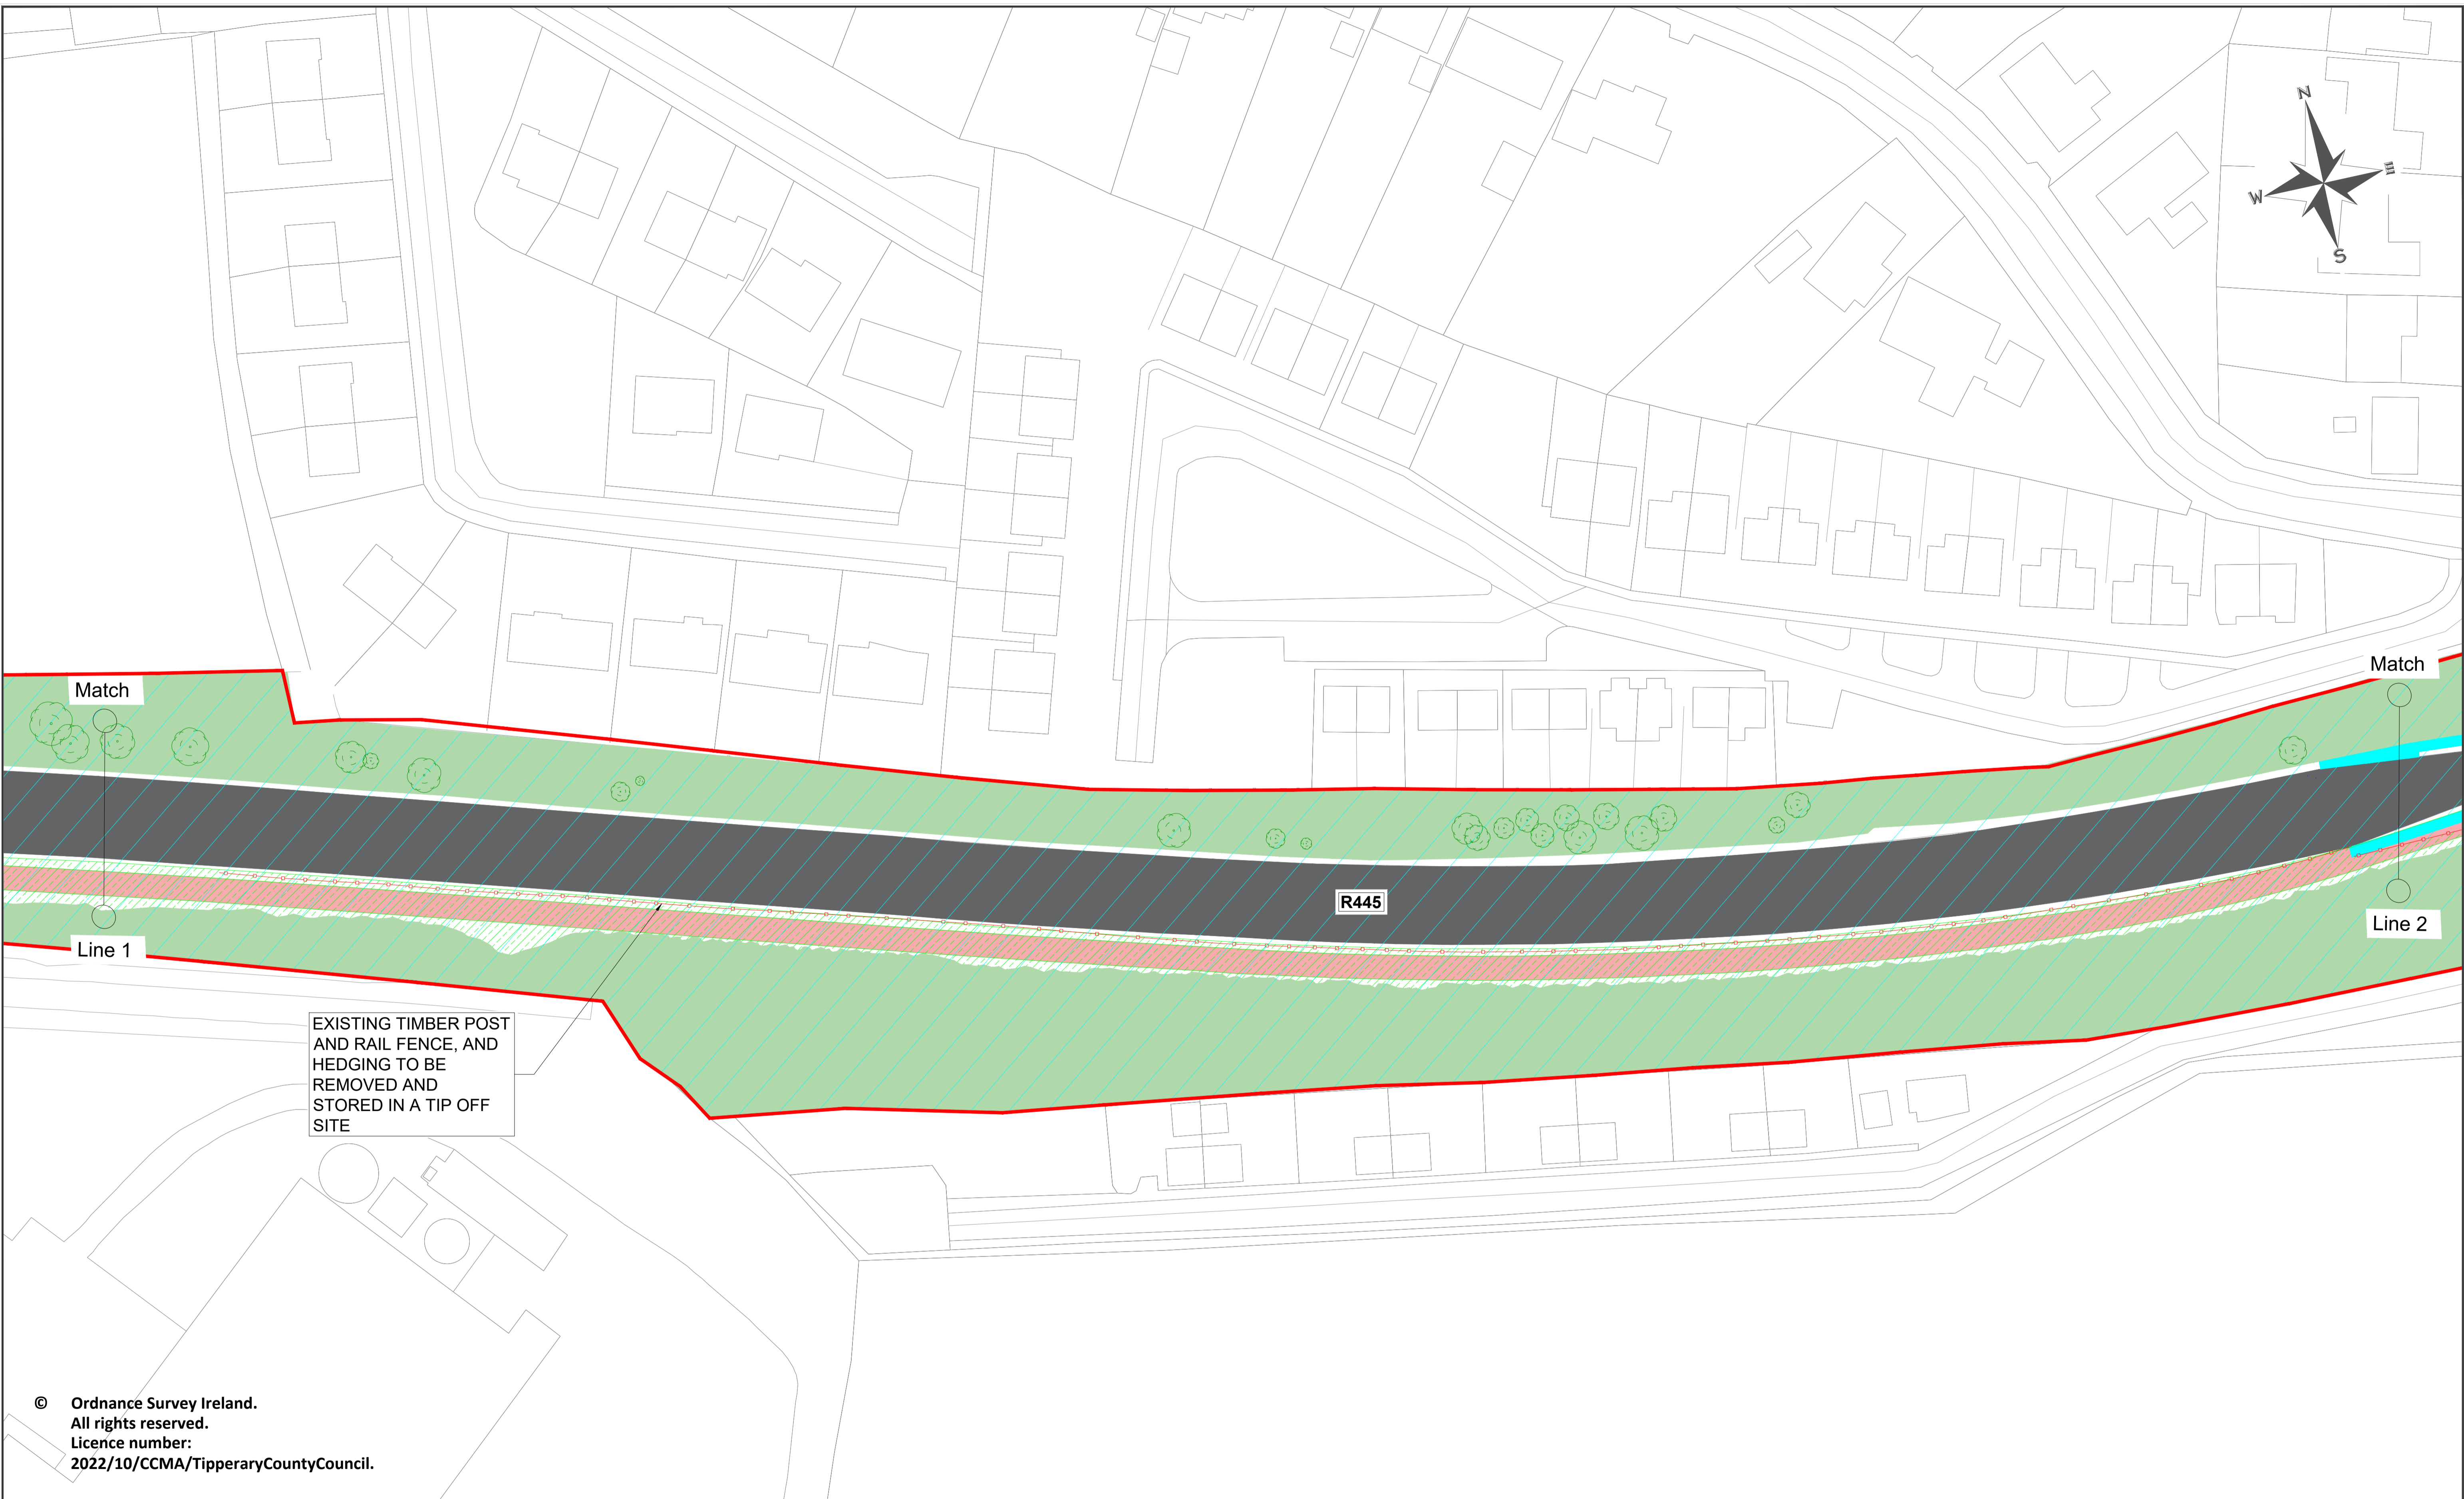 N
E
W
S
Match
Match
R445
Line 1
Line 2
EXISTING TIMBER POST
AND RAIL FENCE, AND
HEDGING TO BE
REMOVED AND
STORED IN A TIP OFF
SITE
© Ordnance Survey Ireland.
All rights reserved.
Licence number:
2022/10/CCMA/TipperaryCountyCouncil.